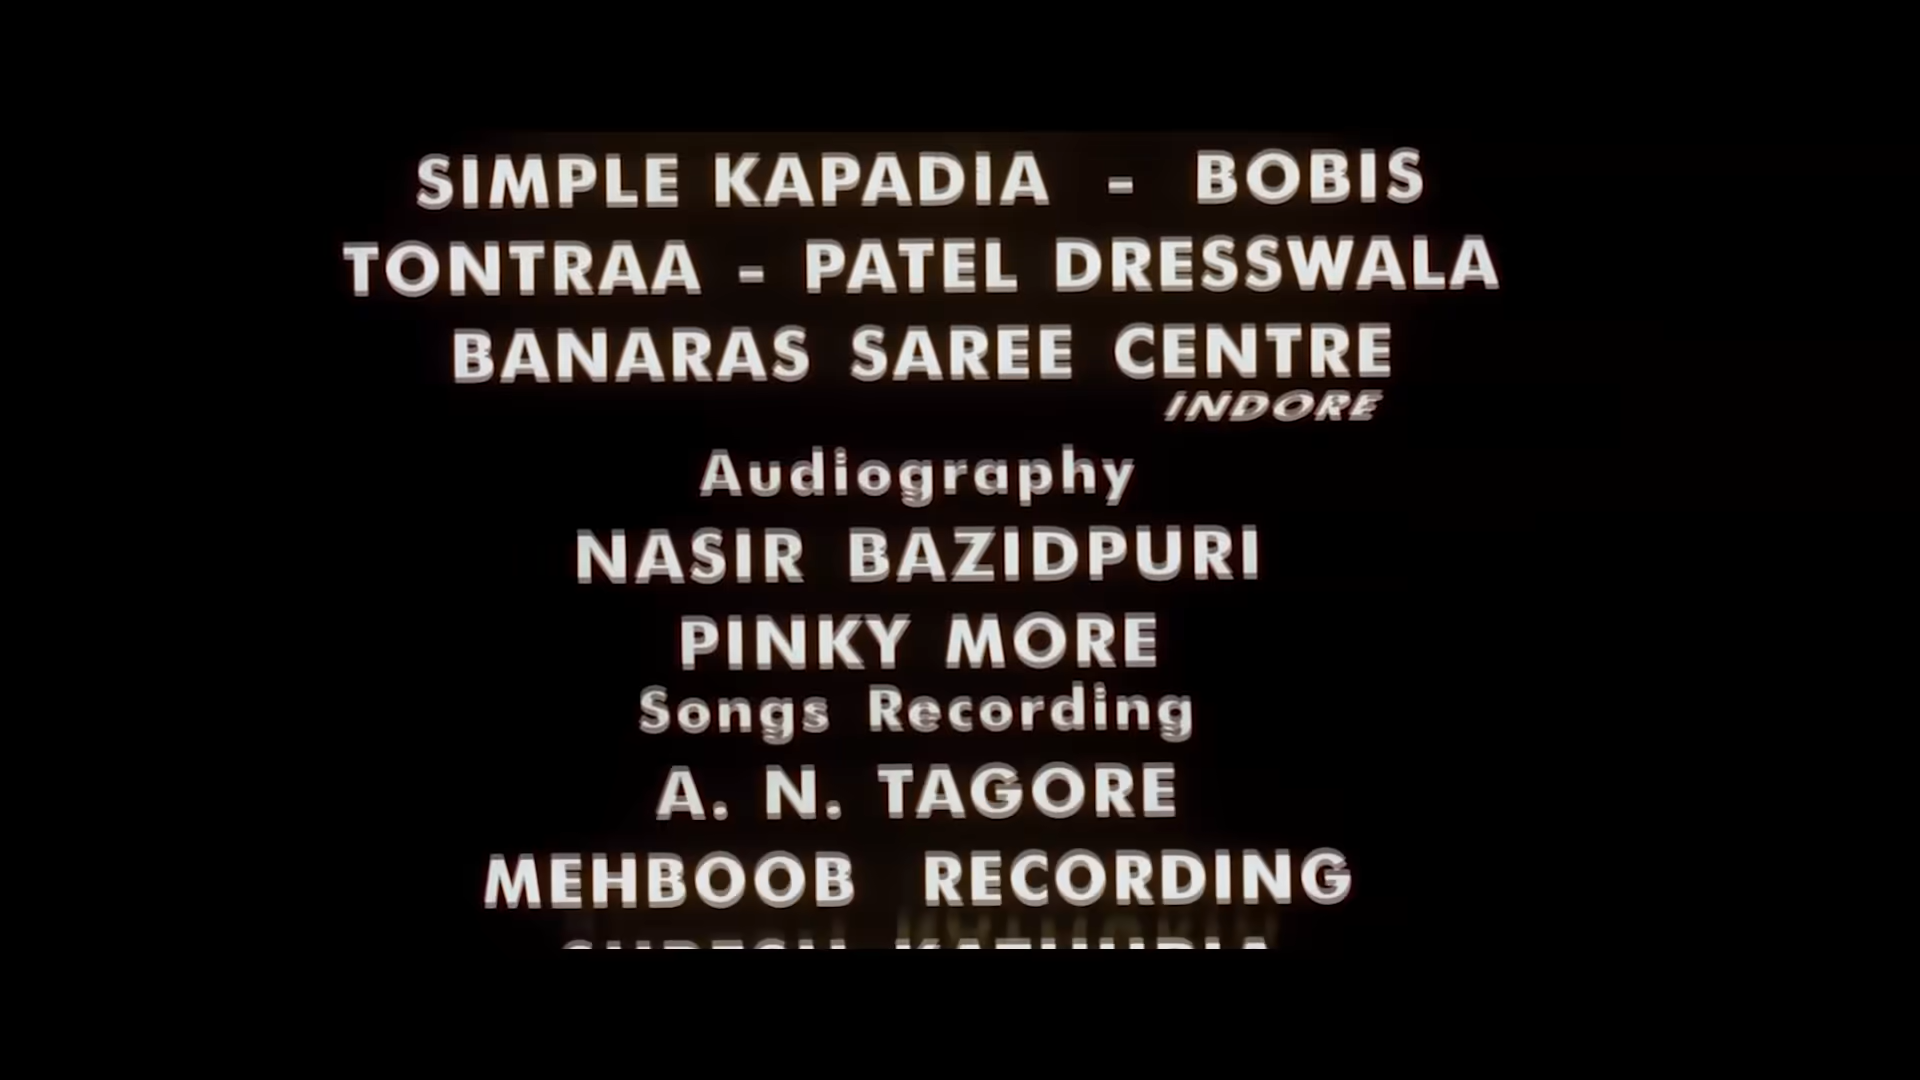 SIMPLE KAPADIA - BOBIS
TONTRAA - PATEL DRESSWALA
BANARAS SAREE CENTRE
INDORE
Audiography
NASIR BAZIDPURI
PINKY MORE
Songs Recording
A. N. TAGORE
MEHBOOB RECORDING